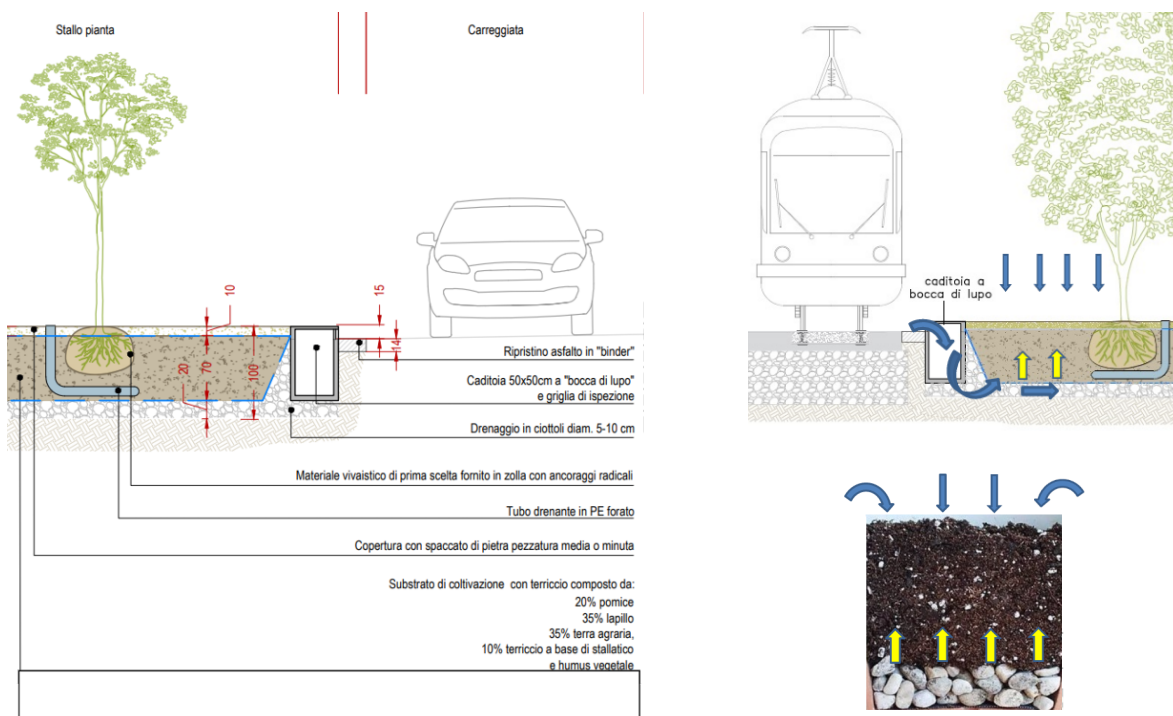 Stallo pianta
Carreggiata
10
15
14
20
70
100
Ripristino asfalto in "binder"
Caditoia 50x50cm a "bocca di lupo"
e griglia di ispezione
Drenaggio in ciottoli diam. 5-10 cm
Materiale vivaistico di prima scelta fornito in zolla con ancoraggi radicali
Tubo drenante in PE forato
Copertura con spaccato di pietra pezzatura media o minuta
Substrato di coltivazione con terriccio composto da:
20% pomice
35% lapillo
35% terra agraria,
10% terriccio a base di stallatico
e humus vegetale
caditoia a
bocca di lupo